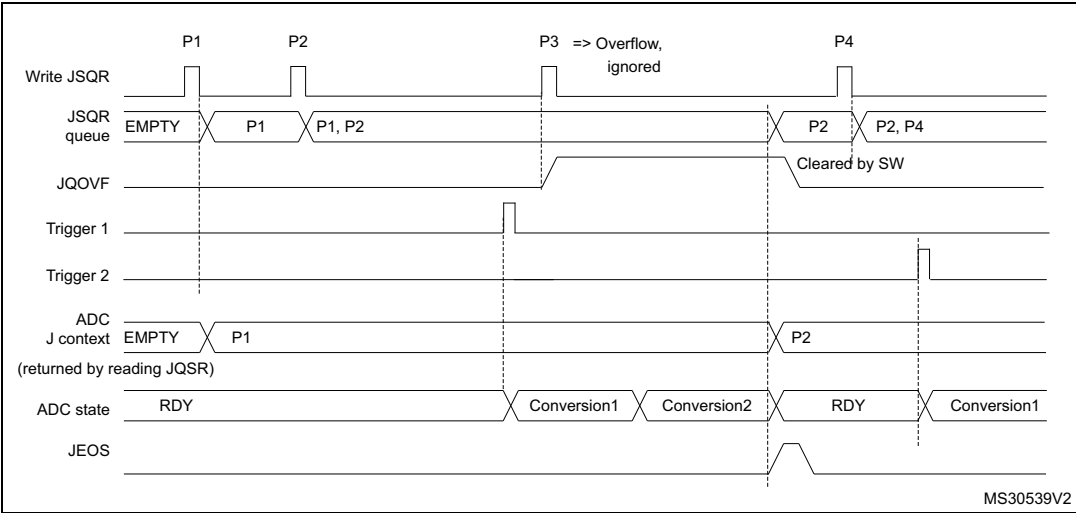 P1 P2 P3 => Overflow, P4
ignored
Write JSQR
JSQR
queue
EMPTY P1 P1, P2 P2 P2, P4
Cleared by SW
JQOVF
Trigger 1
Trigger 2
ADC
J context
EMPTY P1 P2
(returned by reading JQSR)
ADC state RDY Conversion1 Conversion2 RDY Conversion1
JEOS
MS30539V2